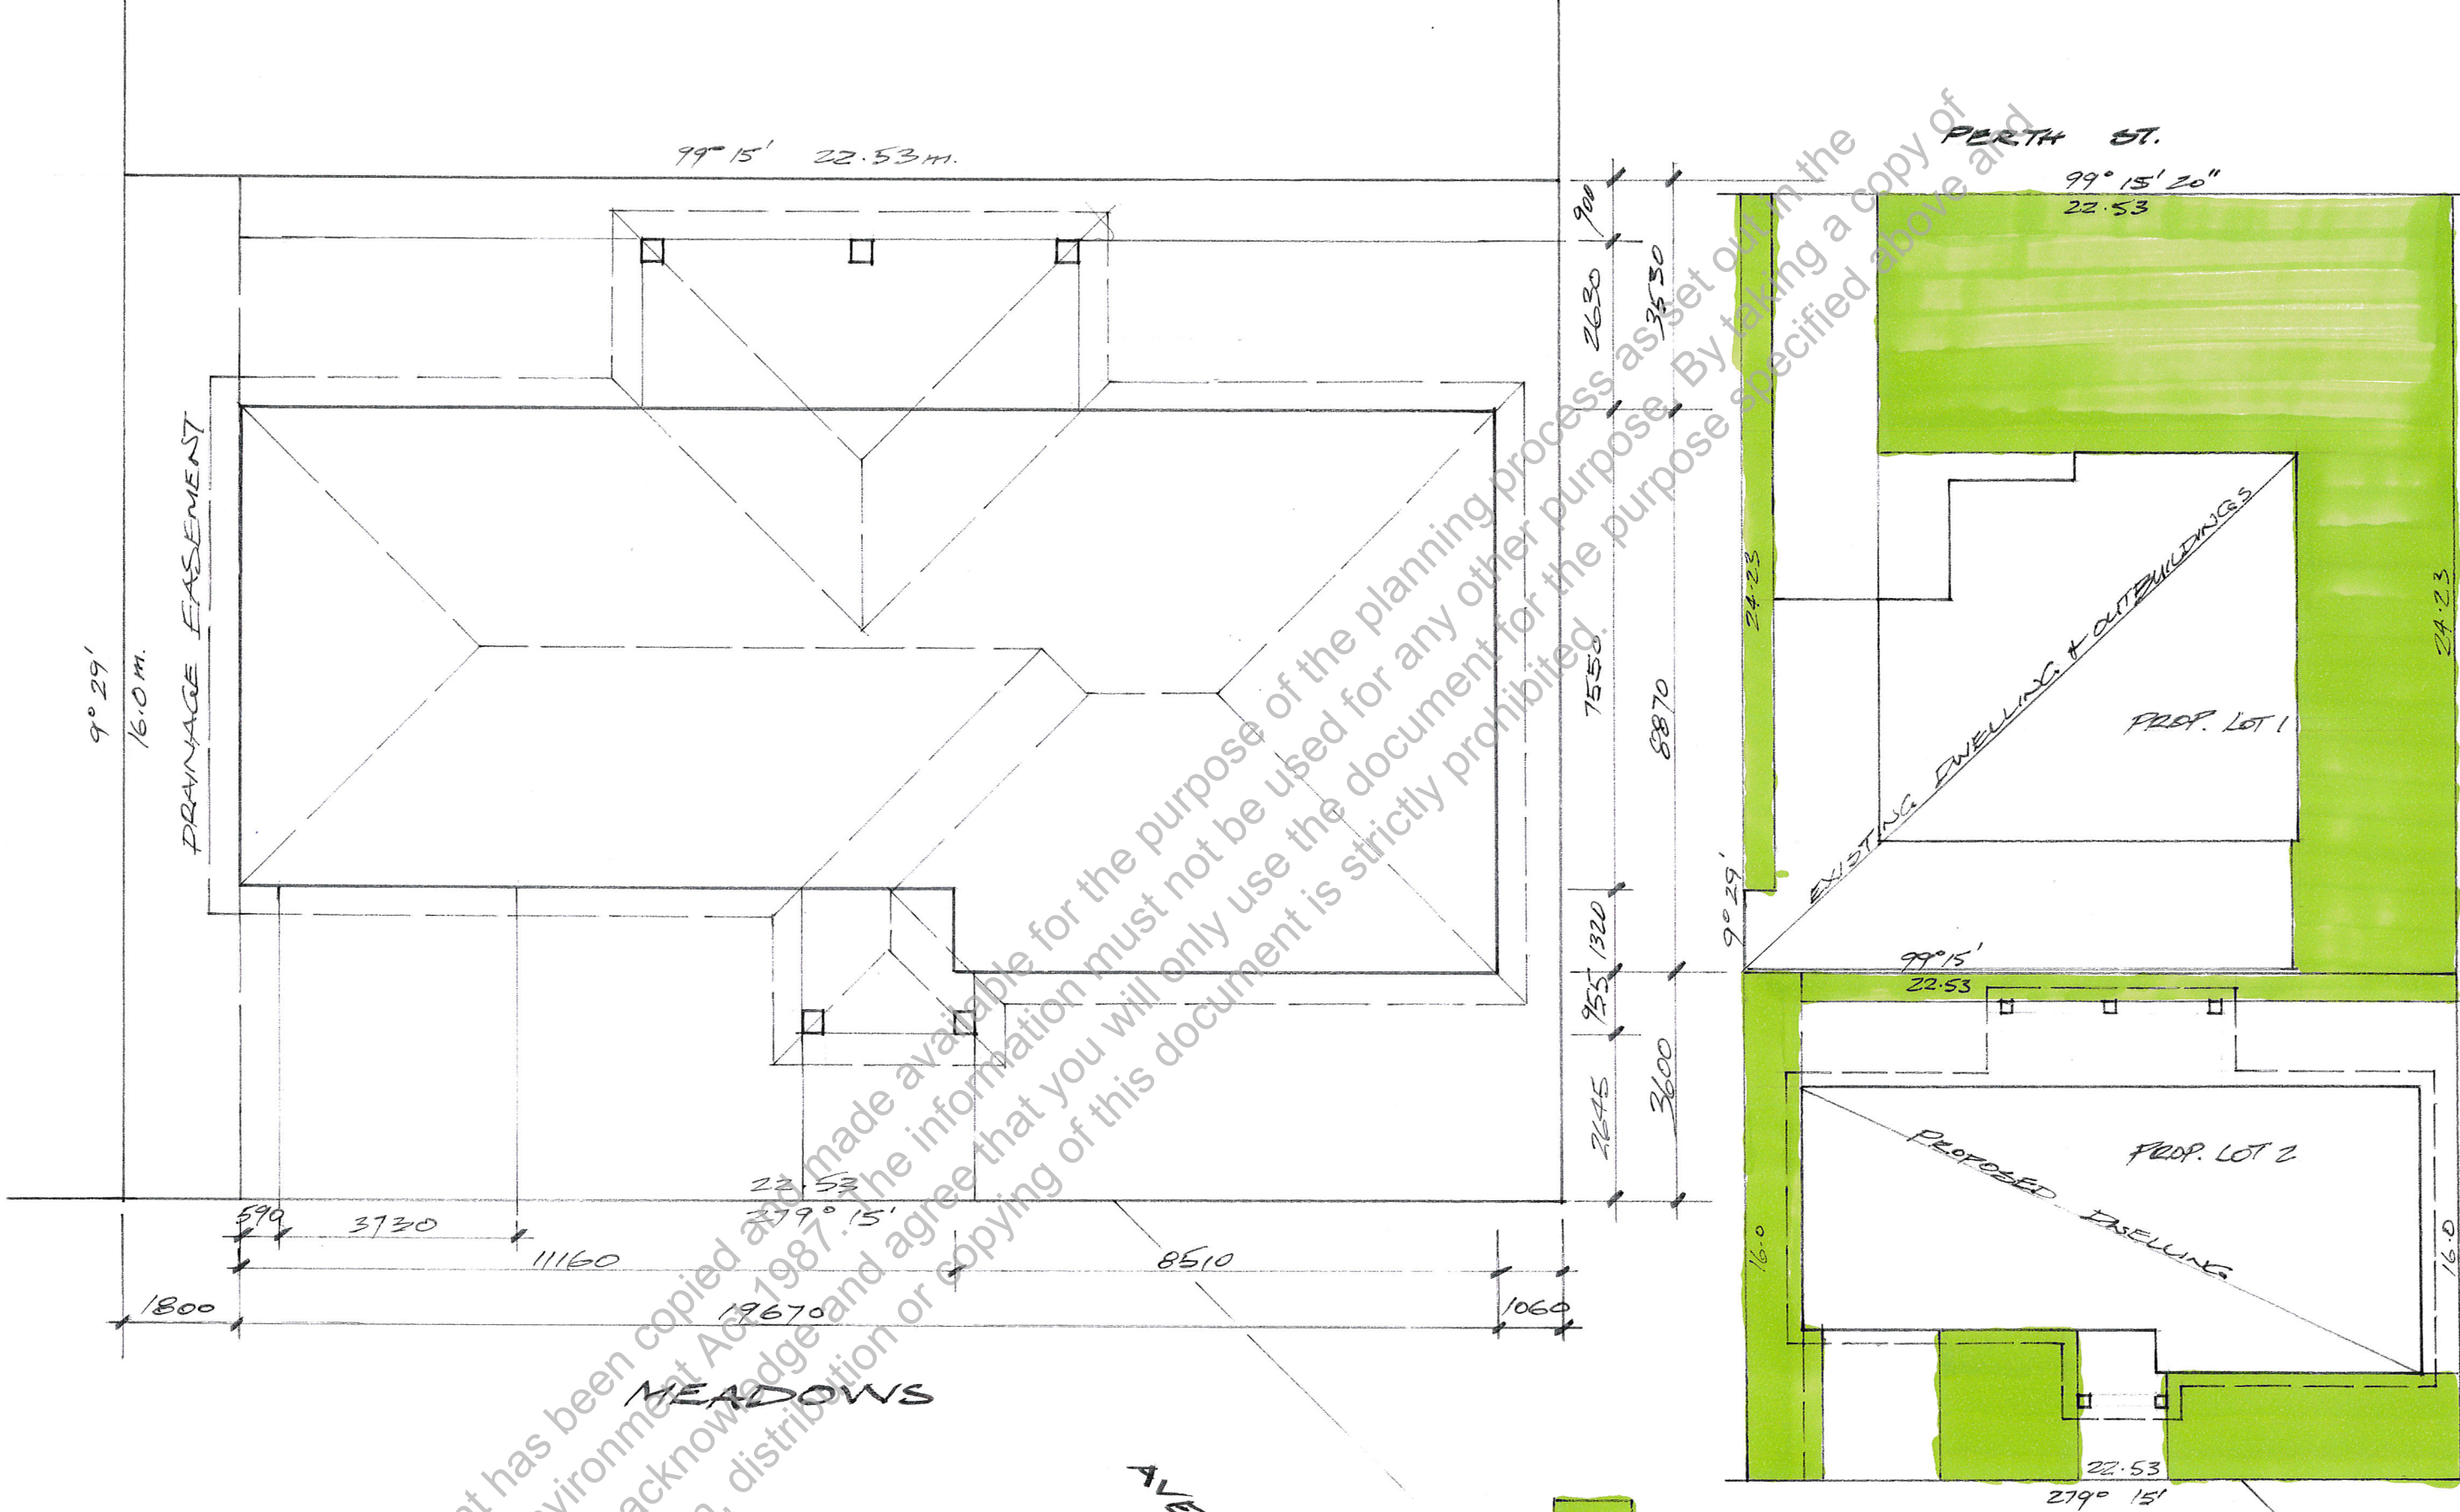 99° 15' 22.53 m.
900
2630
3530
7550
8870
1320
955
3600
2645
9° 29'
16.0 m.
DRAINAGE EASEMENT
22.53
279° 15'
590
3730
11160
8510
1800
19670
1060
MEADOWS
PERTH ST.
99° 15' 20"
22.53
24.23
24.23
EXISTING DWELLING & OUTBUILDINGS
PROP. LOT 1
9° 29'
99° 15'
22.53
PROP. LOT 2
PROPOSED DWELLING
16.0
16.0
22.53
279° 15'
has been copied and made available for the purpose of the planning process as set out in the
Environment Act 1987. The information must not be used for any other purpose. By taking a copy of
acknowledge and agree that you will only use the document for the purpose specified above and
distribution or copying of this document is strictly prohibited.